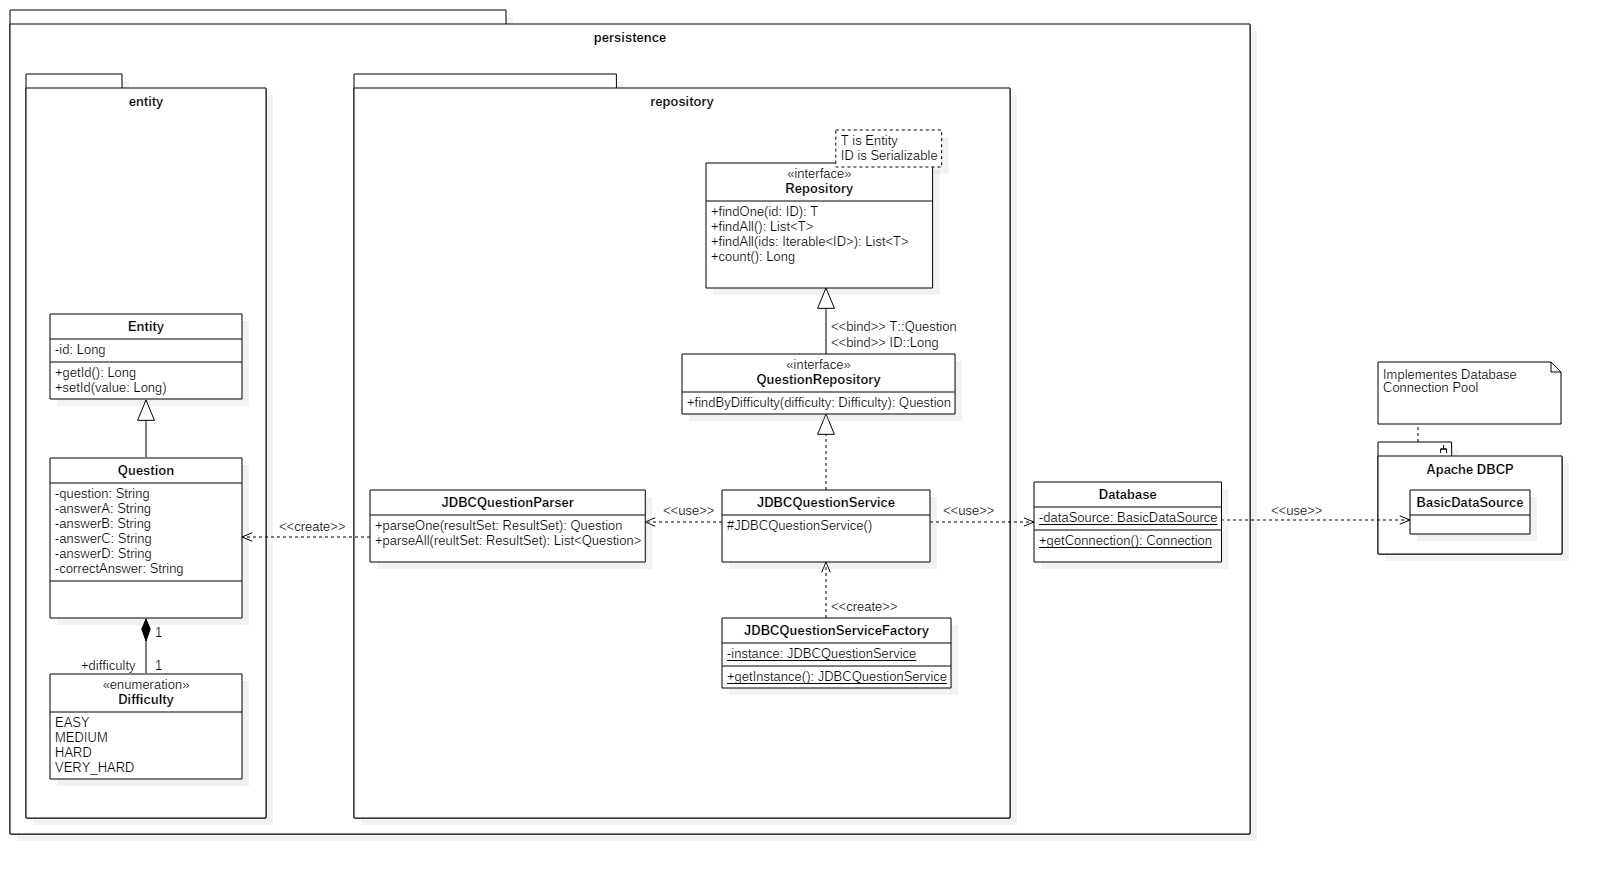 persistence
entity
repository
T is Entity
ID is Serializable
«interface»
Repository
+findOne(id: ID): T
+findAll(): List<T>
+findAll(ids: Iterable<ID>): List<T>
+count(): Long
<<bind>> T::Question
<<bind>> ID::Long
«interface»
QuestionRepository
+findByDifficulty(difficulty: Difficulty): Question
Entity
-id: Long
+getId(): Long
+setId(value: Long)
Question
-question: String
-answerA: String
-answerB: String
-answerC: String
-answerD: String
-correctAnswer: String
1
+difficulty
1
«enumeration»
Difficulty
EASY
MEDIUM
HARD
VERY_HARD
<<create>>
JDBCQuestionParser
+parseOne(resultSet: ResultSet): Question
+parseAll(reultSet: ResultSet): List<Question>
<<use>>
JDBCQuestionService
#JDBCQuestionService()
<<use>>
<<create>>
JDBCQuestionServiceFactory
-instance: JDBCQuestionService
+getInstance(): JDBCQuestionService
Database
-dataSource: BasicDataSource
+getConnection(): Connection
<<use>>
Implementes Database
Connection Pool
Apache DBCP
BasicDataSource